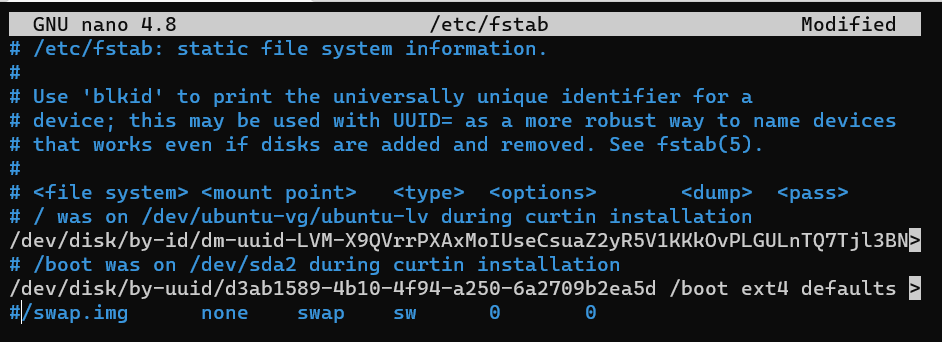 GNU nano 4.8 /etc/fstab Modified
# /etc/fstab: static file system information.
#
# Use 'blkid' to print the universally unique identifier for a
# device; this may be used with UUID= as a more robust way to name devices
# that works even if disks are added and removed. See fstab(5).
#
# <file system> <mount point> <type> <options> <dump> <pass>
# / was on /dev/ubuntu-vg/ubuntu-lv during curtin installation
/dev/disk/by-id/dm-uuid-LVM-X9QVrrPXAxMoIUseCsuaZ2yR5V1KKkOvPLGULnTQ7Tjl3BN>
# /boot was on /dev/sda2 during curtin installation
/dev/disk/by-uuid/d3ab1589-4b10-4f94-a250-6a2709b2ea5d /boot ext4 defaults >
#/swap.img none swap sw 0 0